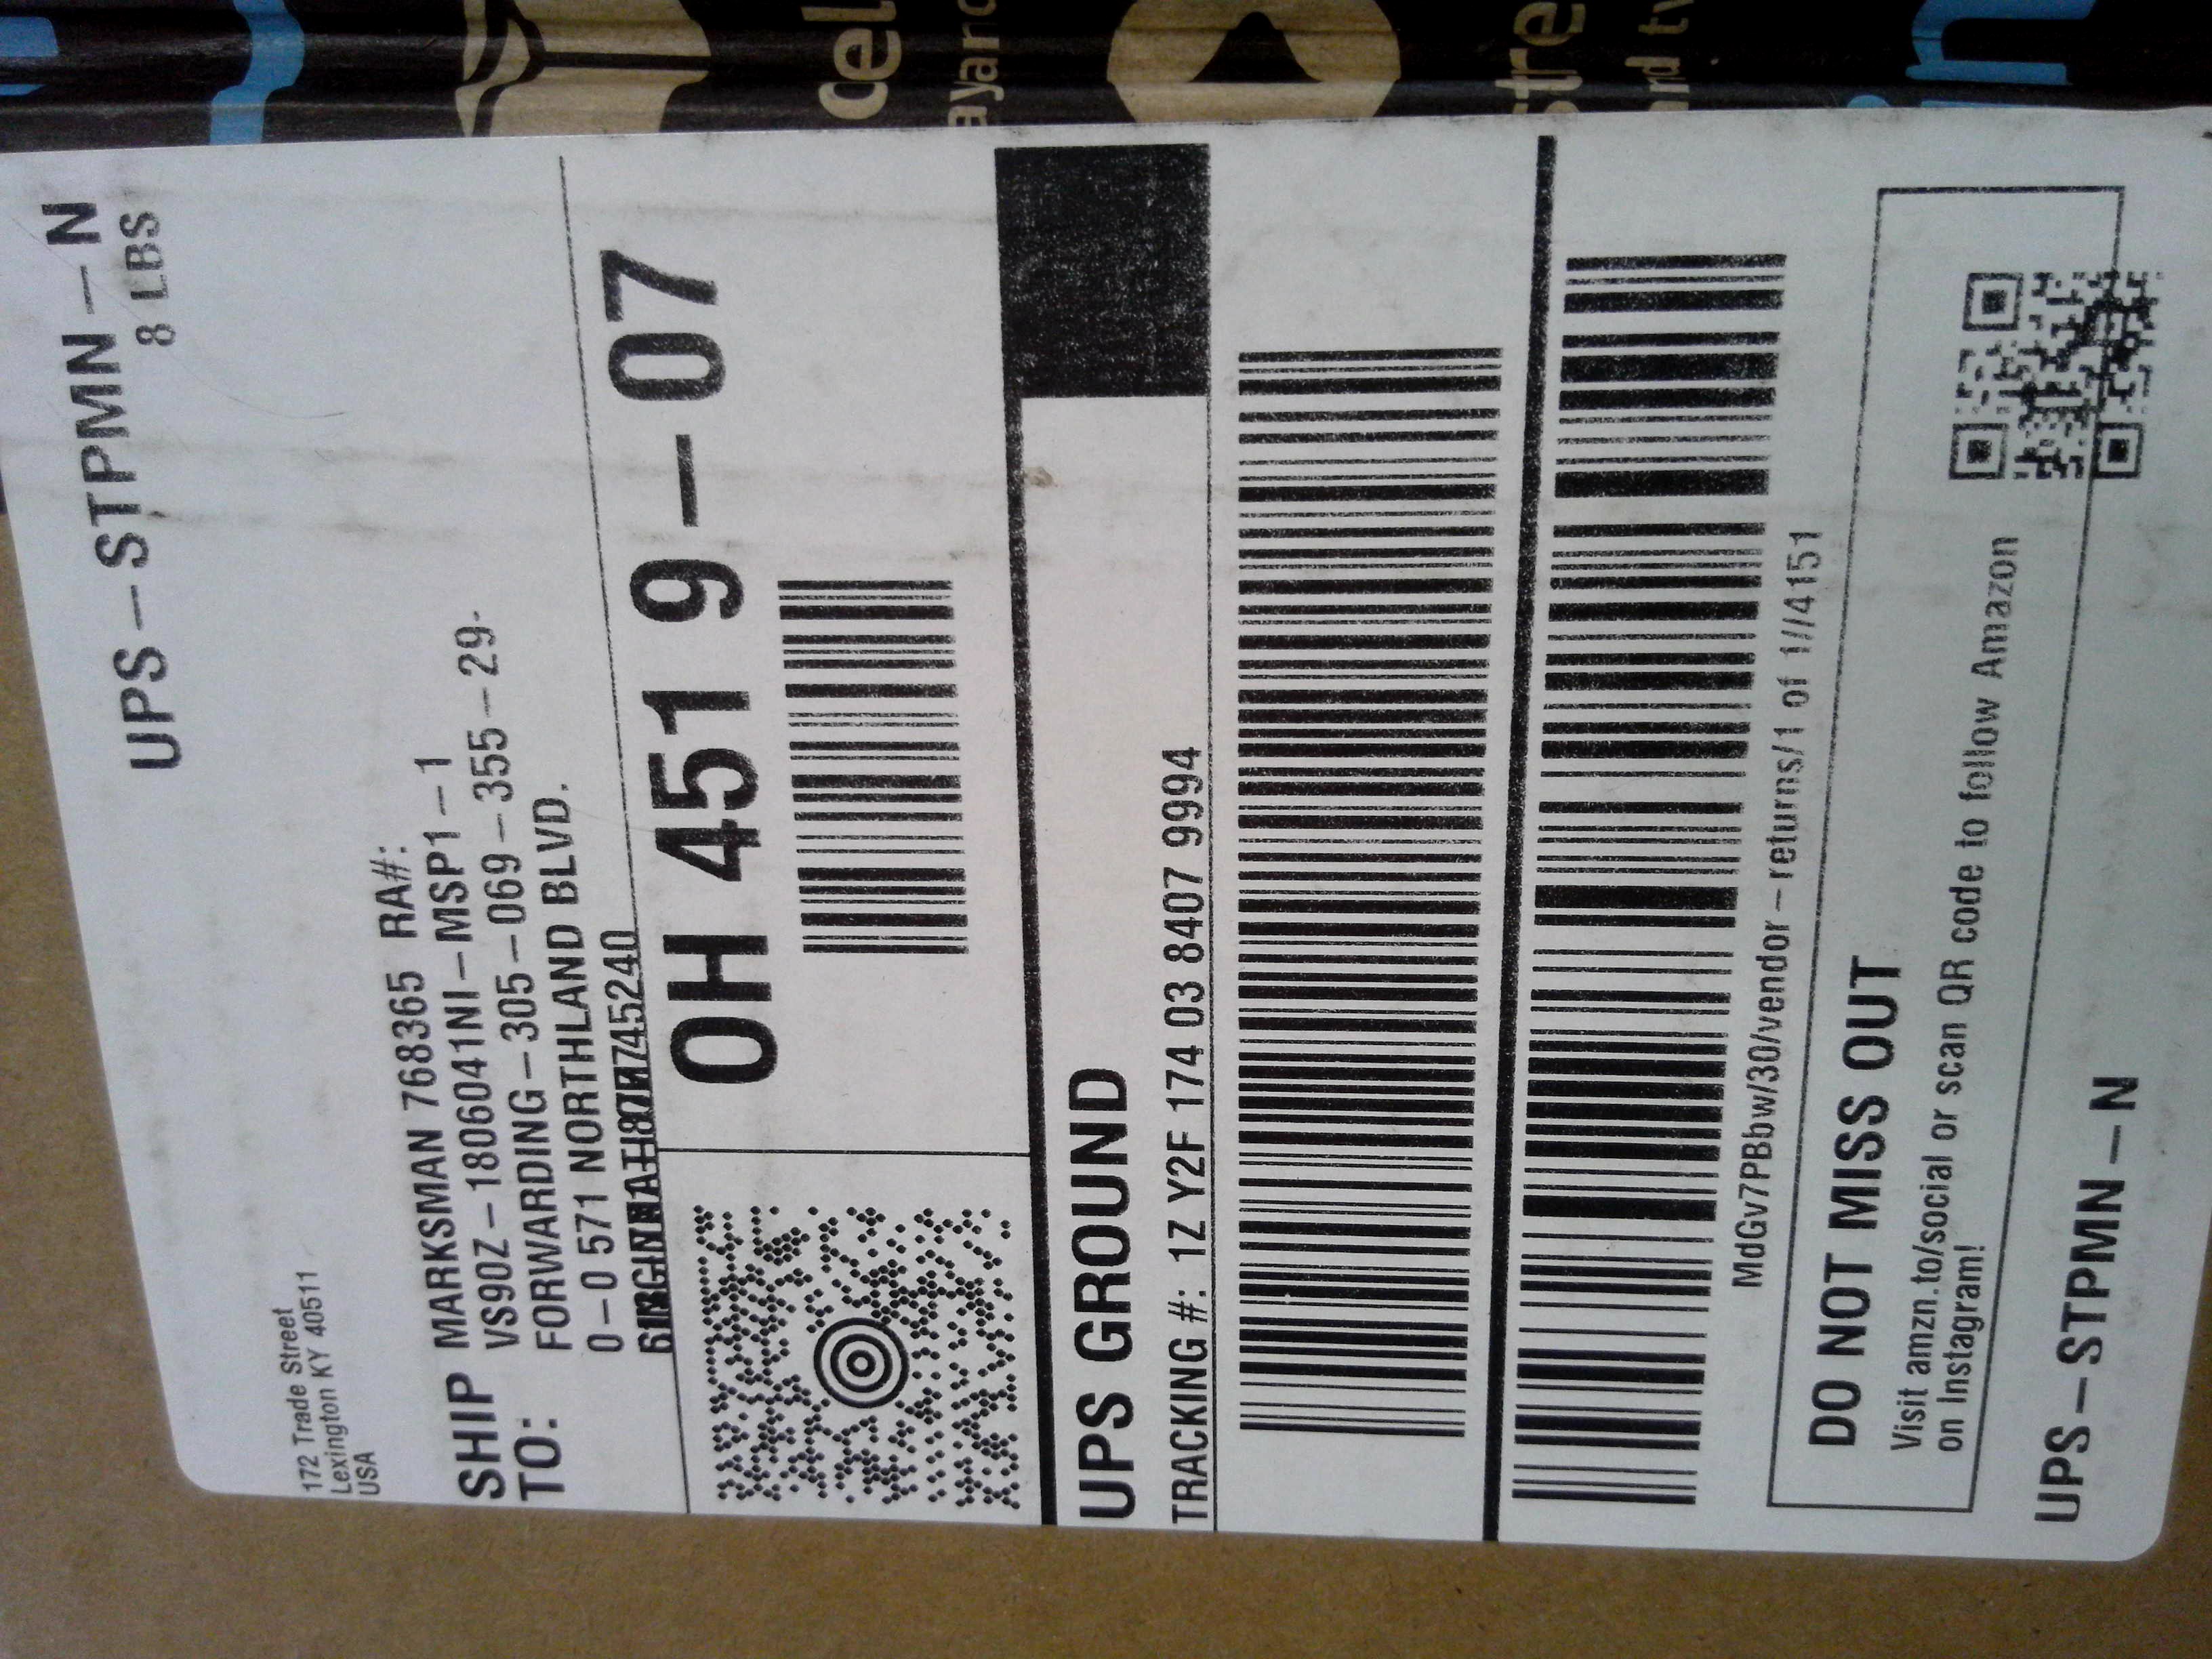 UPS-STPMN-N
8 LBS
172 Trade Street
Lexington KY 40511
USA
SHIP TO:
MARKSMAN 768365 RA#:
VS90Z-1806041NI-MSP1-1
FORWARDING-305-069-355-29-
0-0 571 NORTHLAND BLVD.
OH 451 9-07
UPS GROUND
TRACKING #: 1Z Y2F 174 03 8407 9994
MdGv7PBbw/30/vendor-returns/1 of 1//4151
DO NOT MISS OUT
Visit amzn.to/social or scan QR code to follow Amazon
on Instagram!
UPS-STPMN-N